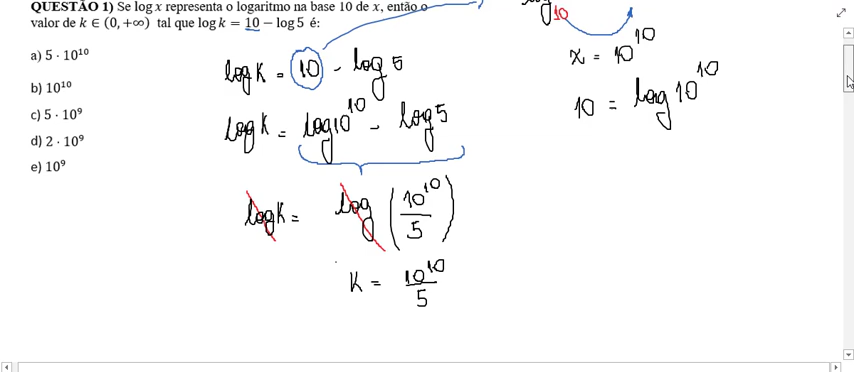 QUESTÃO 1) Se log x representa o logaritmo na base 10 de x, então o
valor de k ∈ (0, +∞) tal que log k = 10 − log 5 é:
a) 5 · 10¹⁰
b) 10¹⁰
c) 5 · 10⁹
d) 2 · 10⁹
e) 10⁹
log k = 10 - log 5
log k = log 10¹⁰ - log 5
log k = log (10¹⁰/5)
k = 10¹⁰/5
10
x = 10¹⁰
10 = log 10¹⁰